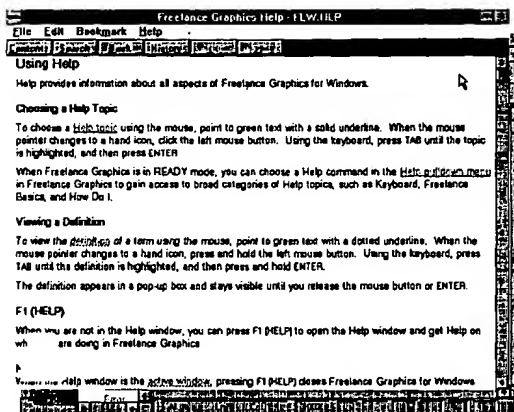 Freelance Graphics Help - FLW.HLP
File Edit Bookmark Help
Contents Search
Using Help
Help provides information about all aspects of Freelance Graphics for Windows.
Choosing a Help Topic
To choose a Help topic using the mouse, point to green text with a solid underline. When the mouse
pointer changes to a hand icon, click the left mouse button. Using the keyboard, press TAB until the topic
is highlighted, and then press ENTER
When Freelance Graphics is in READY mode, you can choose a Help command in the Help pulldown menu
in Freelance Graphics to gain access to broad categories of Help topics, such as Keyboard, Freelance
Basics, and How Do I.
Viewing a Definition
To view the definition of a term using the mouse, point to green text with a dotted underline. When the
mouse pointer changes to a hand icon, press and hold the left mouse button. Using the keyboard, press
TAB until the definition is highlighted, and then press and hold ENTER.
The definition appears in a pop-up box and stays visible until you release the mouse button or ENTER.
F1 (HELP)
When you are not in the Help window, you can press F1 (HELP) to open the Help window and get Help on
wh are doing in Freelance Graphics
When the Help window is the active window, pressing F1 (HELP) closes Freelance Graphics for Windows
Error